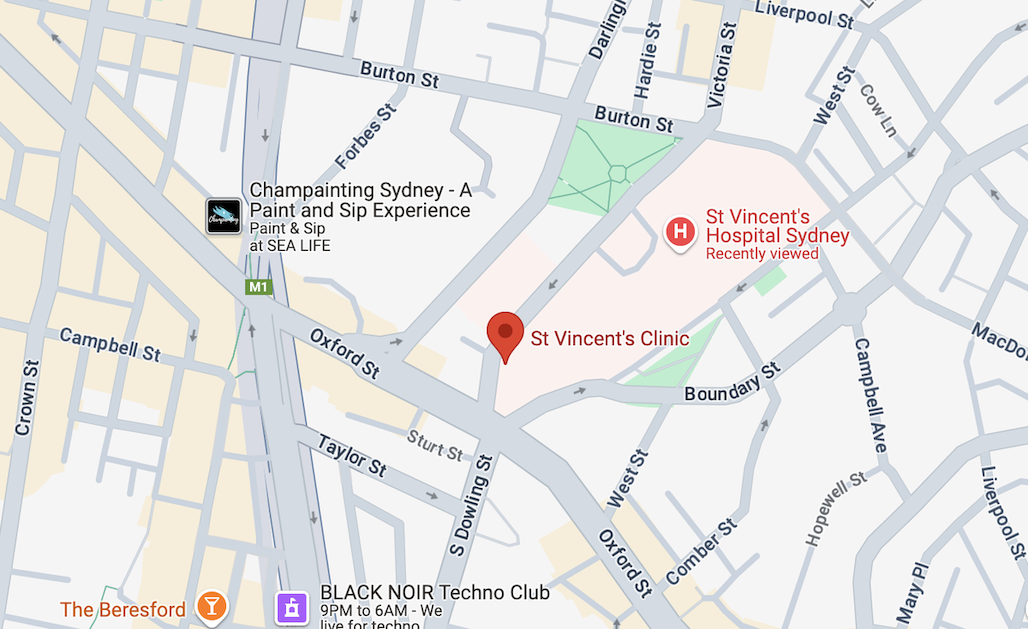 Liverpool St
Darlingh
Hardie St
Victoria St
Burton St
Burton St
West St
Cow Ln
Forbes St
Champainting Sydney - A
Paint and Sip Experience
Paint & Sip
at SEA LIFE
St Vincent's
Hospital Sydney
Recently viewed
H
M1
St Vincent's Clinic
Campbell St
Oxford St
Crown St
MacDo
Boundary St
Campbell Ave
Sturt St
Taylor St
S Dowling St
West St
Hopewell St
Liverpool St
Oxford St
Comber St
Mary Pl
The Beresford
BLACK NOIR Techno Club
9PM to 6AM - We
live for techno